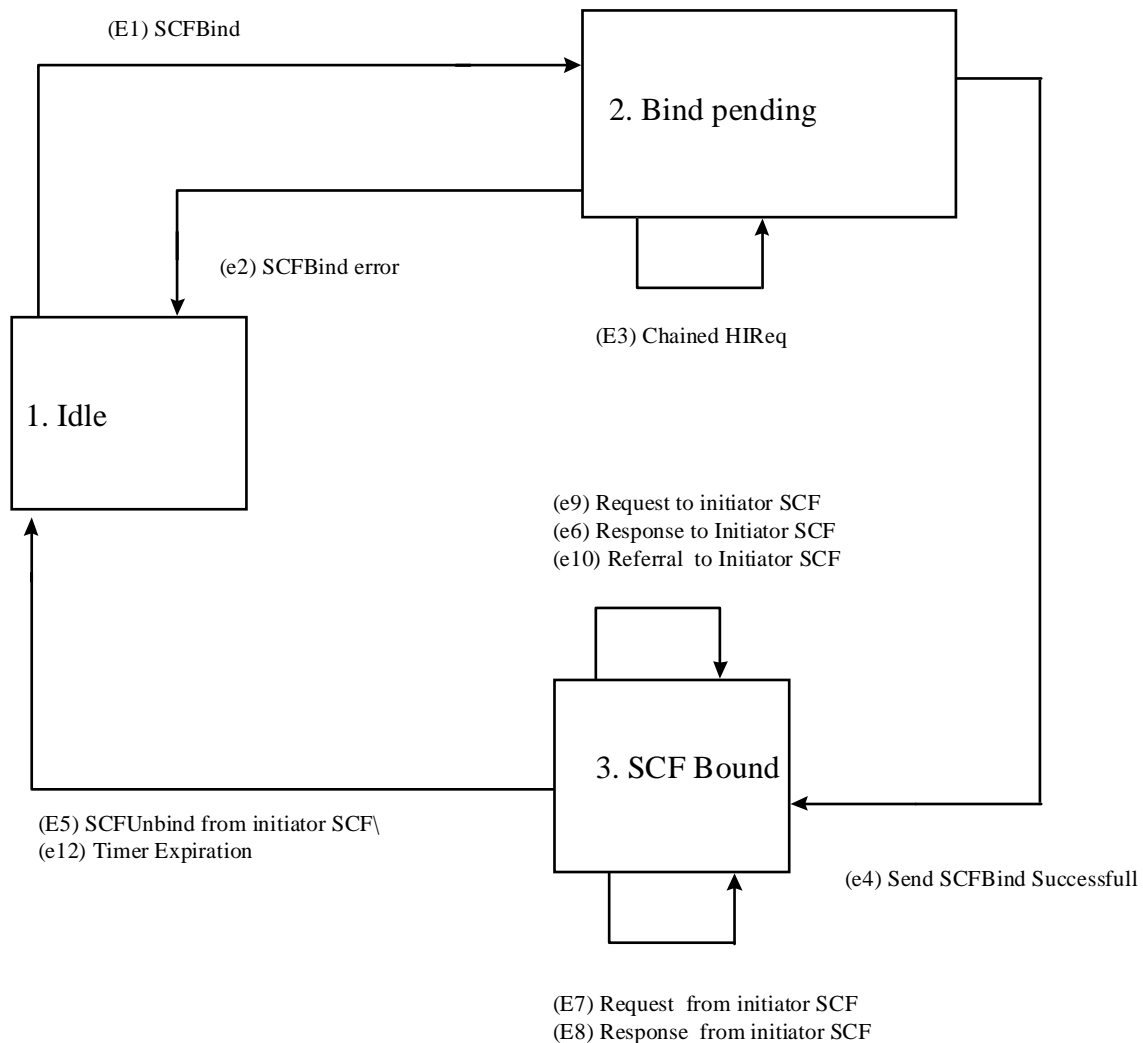 (E1) SCFBind
2. Bind pending
(e2) SCFBind error
(E3) Chained HIReq
1. Idle
(e9) Request to initiator SCF
(e6) Response to Initiator SCF
(e10) Referral to Initiator SCF
3. SCF Bound
(E5) SCFUnbind from initiator SCF\
(e12) Timer Expiration
(e4) Send SCFBind Successfull
(E7) Request from initiator SCF
(E8) Response from initiator SCF